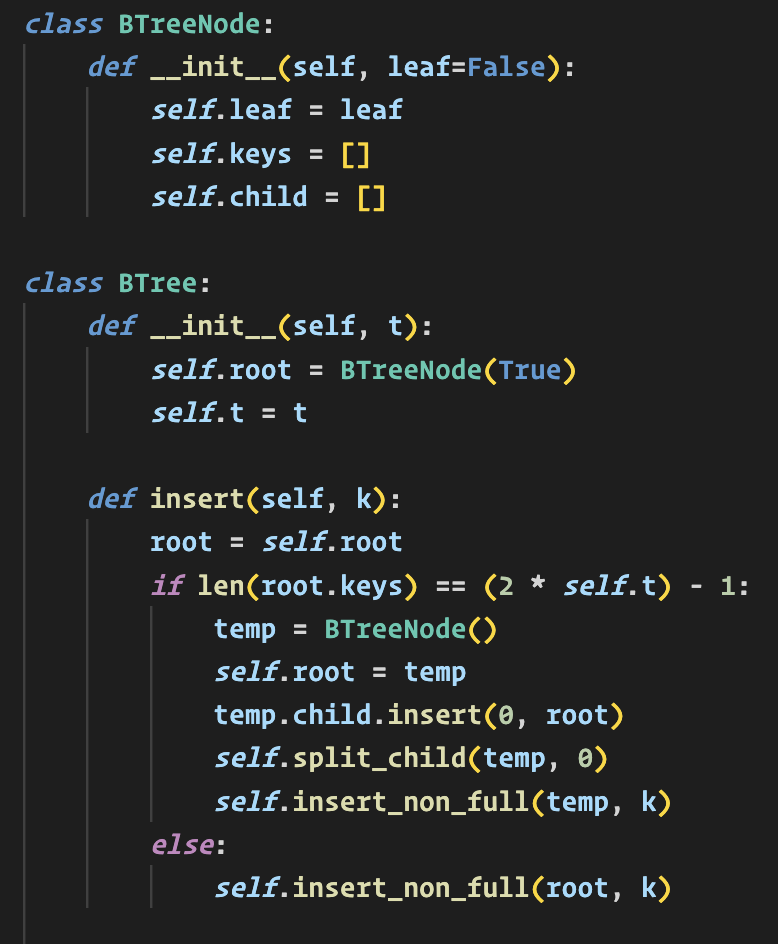 class BTreeNode:
    def __init__(self, leaf=False):
        self.leaf = leaf
        self.keys = []
        self.child = []

class BTree:
    def __init__(self, t):
        self.root = BTreeNode(True)
        self.t = t

    def insert(self, k):
        root = self.root
        if len(root.keys) == (2 * self.t) - 1:
            temp = BTreeNode()
            self.root = temp
            temp.child.insert(0, root)
            self.split_child(temp, 0)
            self.insert_non_full(temp, k)
        else:
            self.insert_non_full(root, k)